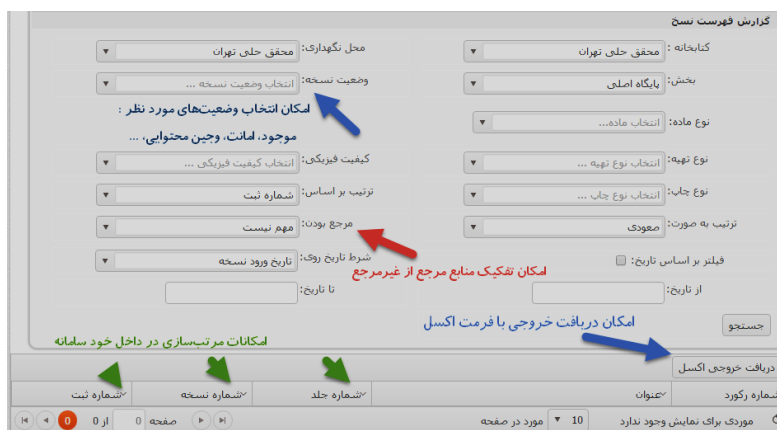 گزارش فهرست نسخ
کتابخانه : محقق حلی تهران محل نگهداری: محقق حلی تهران
بخش: پایگاه اصلی وضعیت نسخه: انتخاب وضعیت نسخه ...
امکان انتخاب وضعیت‌های مورد نظر :
نوع ماده: انتخاب ماده...
موجود، امانت، وجین محتوایی، ...
نوع تهیه: انتخاب نوع تهیه ... کیفیت فیزیکی: انتخاب کیفیت فیزیکی ...
نوع چاپ: انتخاب نوع چاپ ... ترتیب بر اساس: شماره ثبت
ترتیب به صورت: صعودی مرجع بودن: مهم نیست
فیلتر بر اساس تاریخ: شرط تاریخ روی: تاریخ ورود نسخه
امکان تفکیک منابع مرجع از غیرمرجع
از تاریخ: تا تاریخ:
جستجو امکان دریافت خروجی با فرمت اکسل
امکانات مرتب‌سازی در داخل خود سامانه
دریافت خروجی اکسل
شماره رکورد عنوان شماره جلد شماره نسخه شماره ثبت
موردی برای نمایش وجود ندارد 10 مورد در صفحه صفحه 0 از 0 0